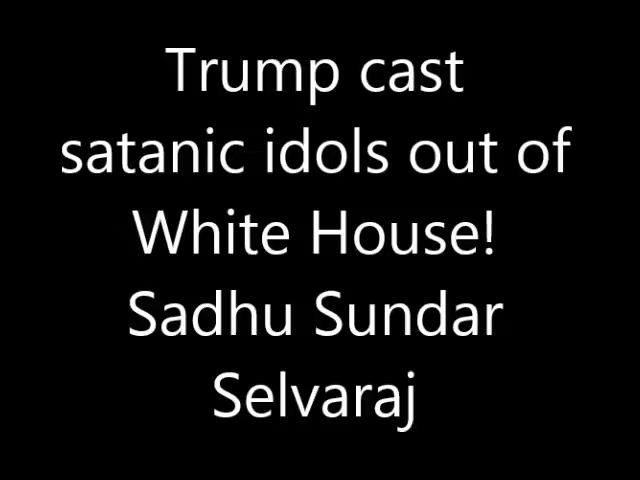 Trump cast
satanic idols out of
White House!
Sadhu Sundar
Selvaraj